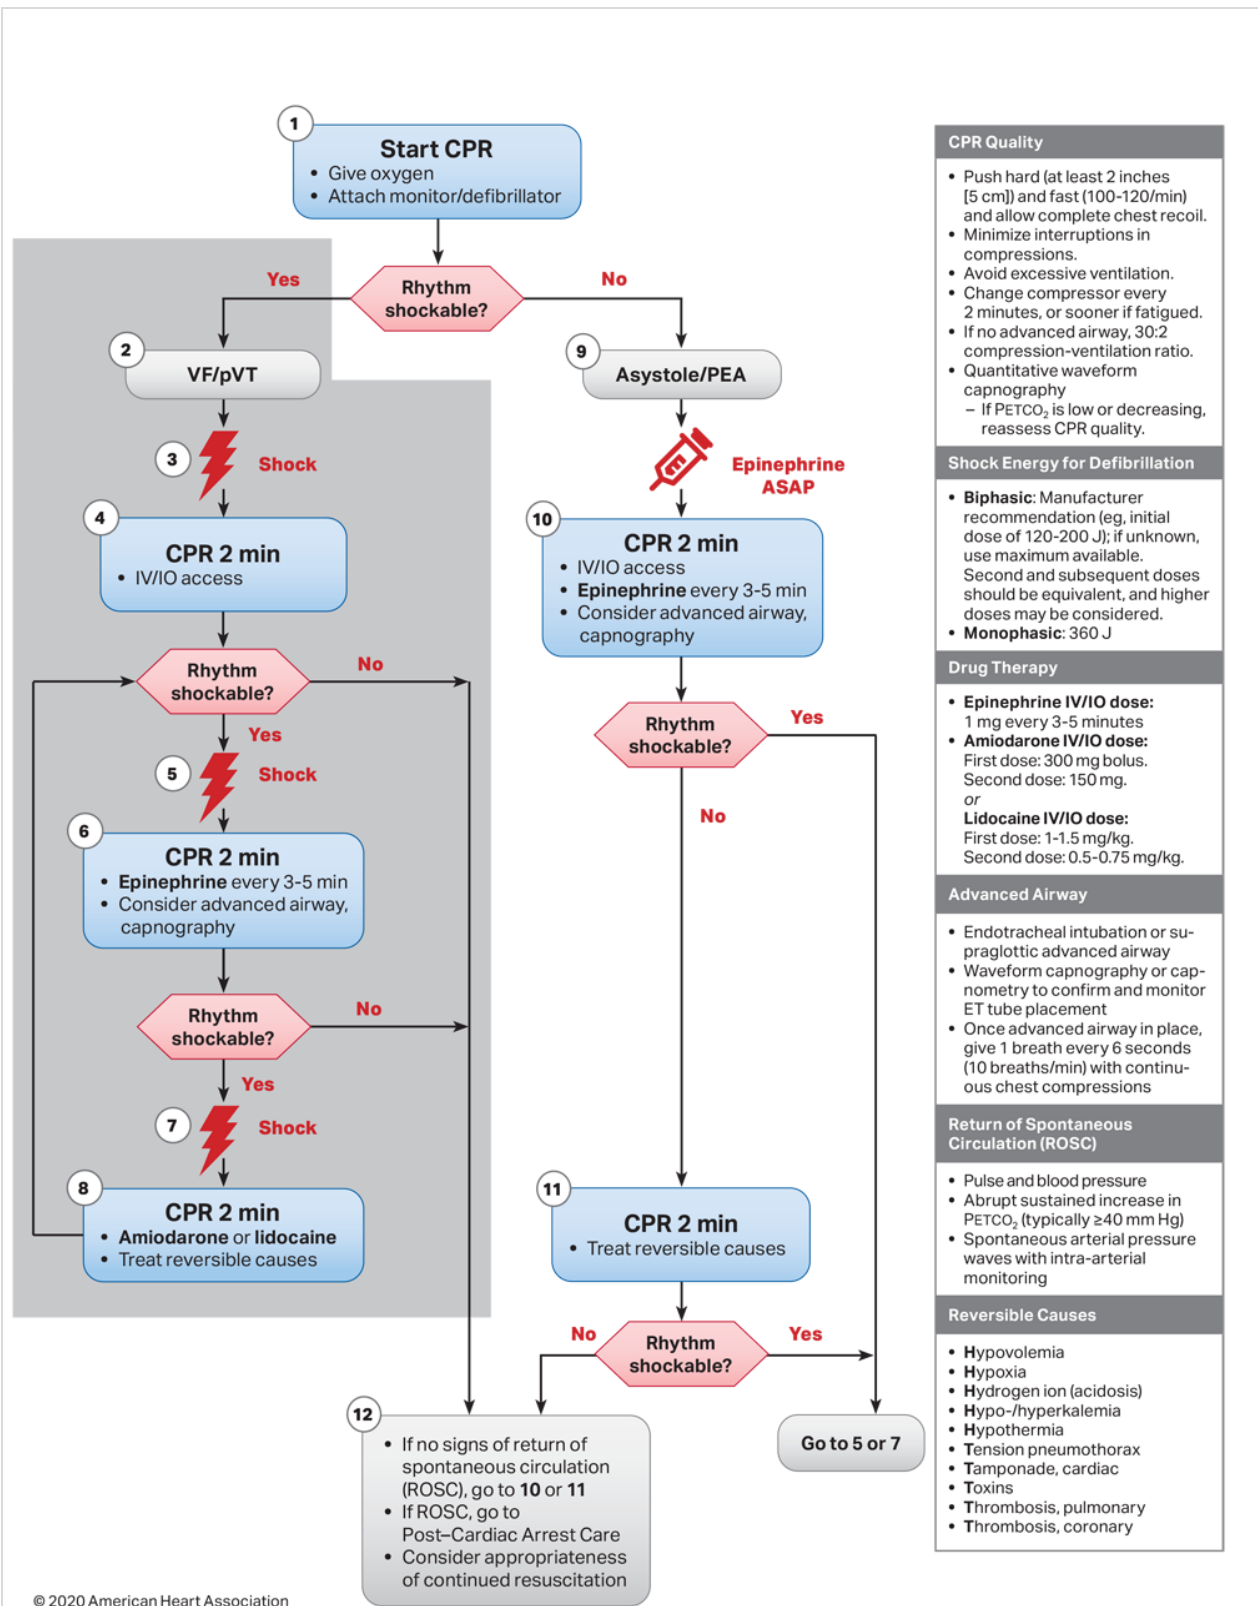 1
Start CPR
• Give oxygen
• Attach monitor/defibrillator
Rhythm
shockable?
Yes
No
2
VF/pVT
3
Shock
4
CPR 2 min
• IV/IO access
Rhythm
shockable?
No
Yes
5
Shock
6
CPR 2 min
• Epinephrine every 3-5 min
• Consider advanced airway,
capnography
Rhythm
shockable?
No
Yes
7
Shock
8
CPR 2 min
• Amiodarone or lidocaine
• Treat reversible causes
9
Asystole/PEA
Epinephrine
ASAP
10
CPR 2 min
• IV/IO access
• Epinephrine every 3-5 min
• Consider advanced airway,
capnography
Rhythm
shockable?
Yes
No
11
CPR 2 min
• Treat reversible causes
Rhythm
shockable?
No
Yes
12
• If no signs of return of
spontaneous circulation
(ROSC), go to 10 or 11
• If ROSC, go to
Post–Cardiac Arrest Care
• Consider appropriateness
of continued resuscitation
Go to 5 or 7
© 2020 American Heart Association
CPR Quality
• Push hard (at least 2 inches
[5 cm]) and fast (100-120/min)
and allow complete chest recoil.
• Minimize interruptions in
compressions.
• Avoid excessive ventilation.
• Change compressor every
2 minutes, or sooner if fatigued.
• If no advanced airway, 30:2
compression-ventilation ratio.
• Quantitative waveform
capnography
– If PETCO₂ is low or decreasing,
reassess CPR quality.
Shock Energy for Defibrillation
• Biphasic: Manufacturer
recommendation (eg, initial
dose of 120-200 J); if unknown,
use maximum available.
Second and subsequent doses
should be equivalent, and higher
doses may be considered.
• Monophasic: 360 J
Drug Therapy
• Epinephrine IV/IO dose:
1 mg every 3-5 minutes
• Amiodarone IV/IO dose:
First dose: 300 mg bolus.
Second dose: 150 mg.
or
Lidocaine IV/IO dose:
First dose: 1-1.5 mg/kg.
Second dose: 0.5-0.75 mg/kg.
Advanced Airway
• Endotracheal intubation or su-
praglottic advanced airway
• Waveform capnography or cap-
nometry to confirm and monitor
ET tube placement
• Once advanced airway in place,
give 1 breath every 6 seconds
(10 breaths/min) with continu-
ous chest compressions
Return of Spontaneous
Circulation (ROSC)
• Pulse and blood pressure
• Abrupt sustained increase in
PETCO₂ (typically ≥40 mm Hg)
• Spontaneous arterial pressure
waves with intra-arterial
monitoring
Reversible Causes
• Hypovolemia
• Hypoxia
• Hydrogen ion (acidosis)
• Hypo-/hyperkalemia
• Hypothermia
• Tension pneumothorax
• Tamponade, cardiac
• Toxins
• Thrombosis, pulmonary
• Thrombosis, coronary